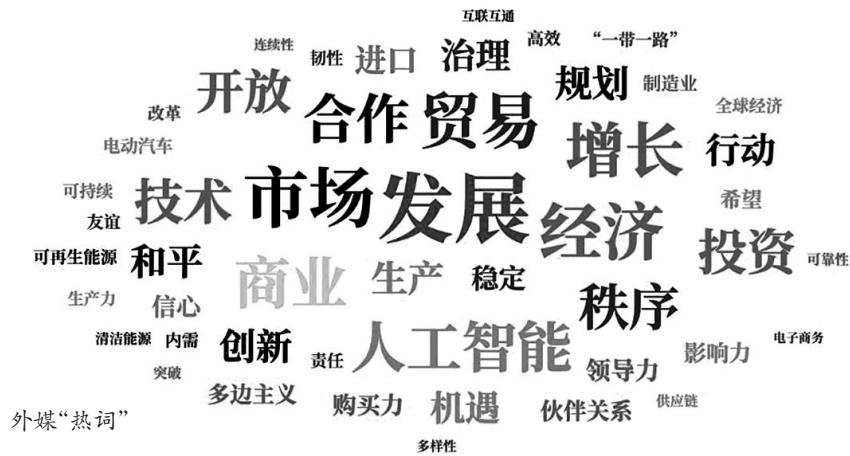 互联互通
连续性 韧性 进口 治理 高效 “一带一路”
开放 合作 贸易 规划 制造业
改革 增长 行动 全球经济
电动汽车
可持续 技术 市场 发展 经济 希望
友谊
可再生能源 和平 商业 生产 稳定 投资 可靠性
生产力 信心 秩序
清洁能源 内需 创新 责任 人工智能 领导力 影响力 电子商务
突破
多边主义 购买力 机遇 伙伴关系 供应链
外媒“热词”
多样性